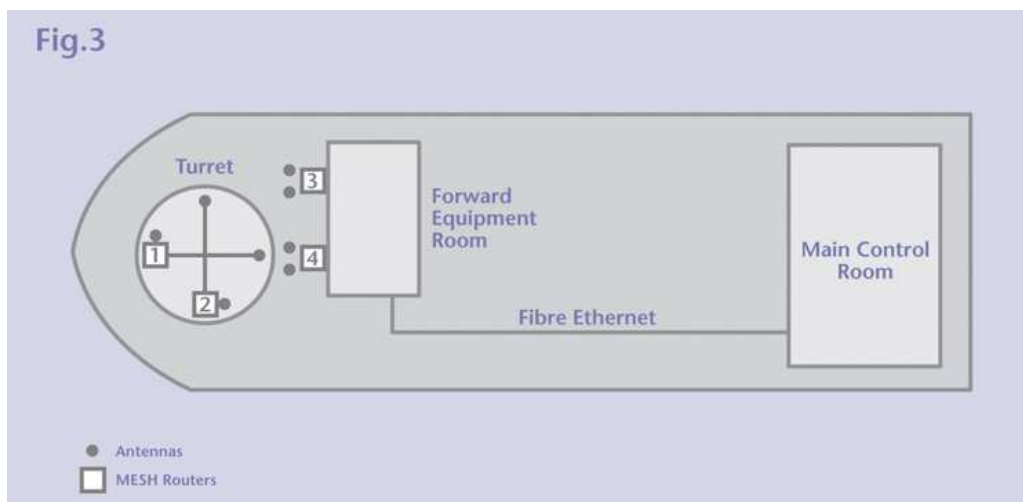 Fig.3
Turret
3
Forward
Equipment
Room
1
4
2
Main Control
Room
Fibre Ethernet
Antennas
MESH Routers